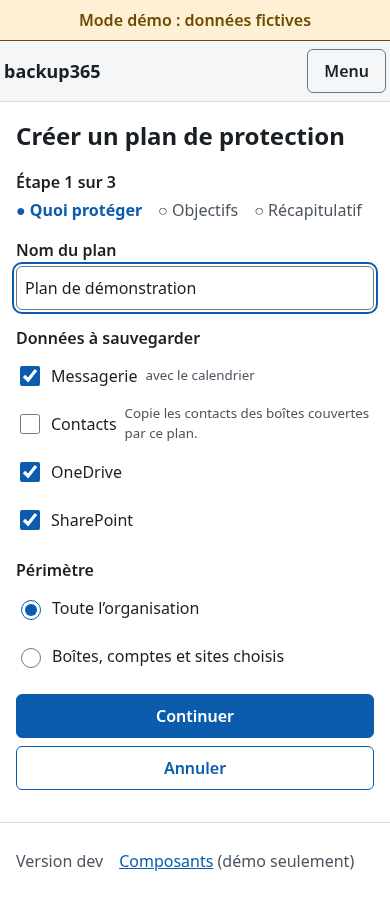 Mode démo : données fictives
backup365
Menu
Créer un plan de protection
Étape 1 sur 3
● Quoi protéger ○ Objectifs ○ Récapitulatif
Nom du plan
Plan de démonstration
Données à sauvegarder
Messagerie avec le calendrier
Contacts Copie les contacts des boîtes couvertes
par ce plan.
OneDrive
SharePoint
Périmètre
Toute l’organisation
Boîtes, comptes et sites choisis
Continuer
Annuler
Version dev Composants (démo seulement)